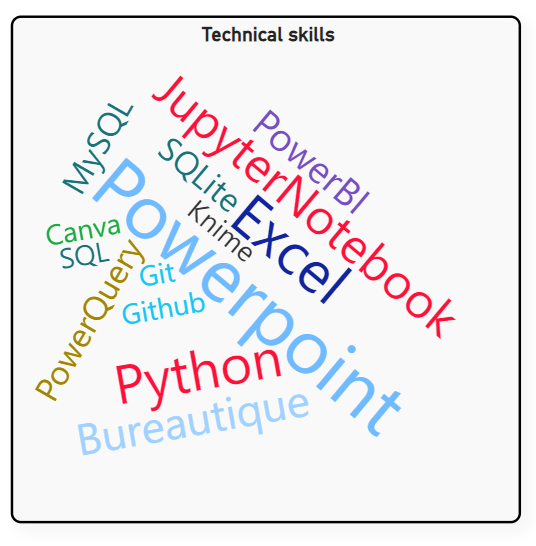 Technical skills
JupyterNotebook
MySQL
PowerBI
SQLite
Powerpoint
Excel
Knime
Canva
SQL
PowerQuery
Git
Github
Python
Bureautique